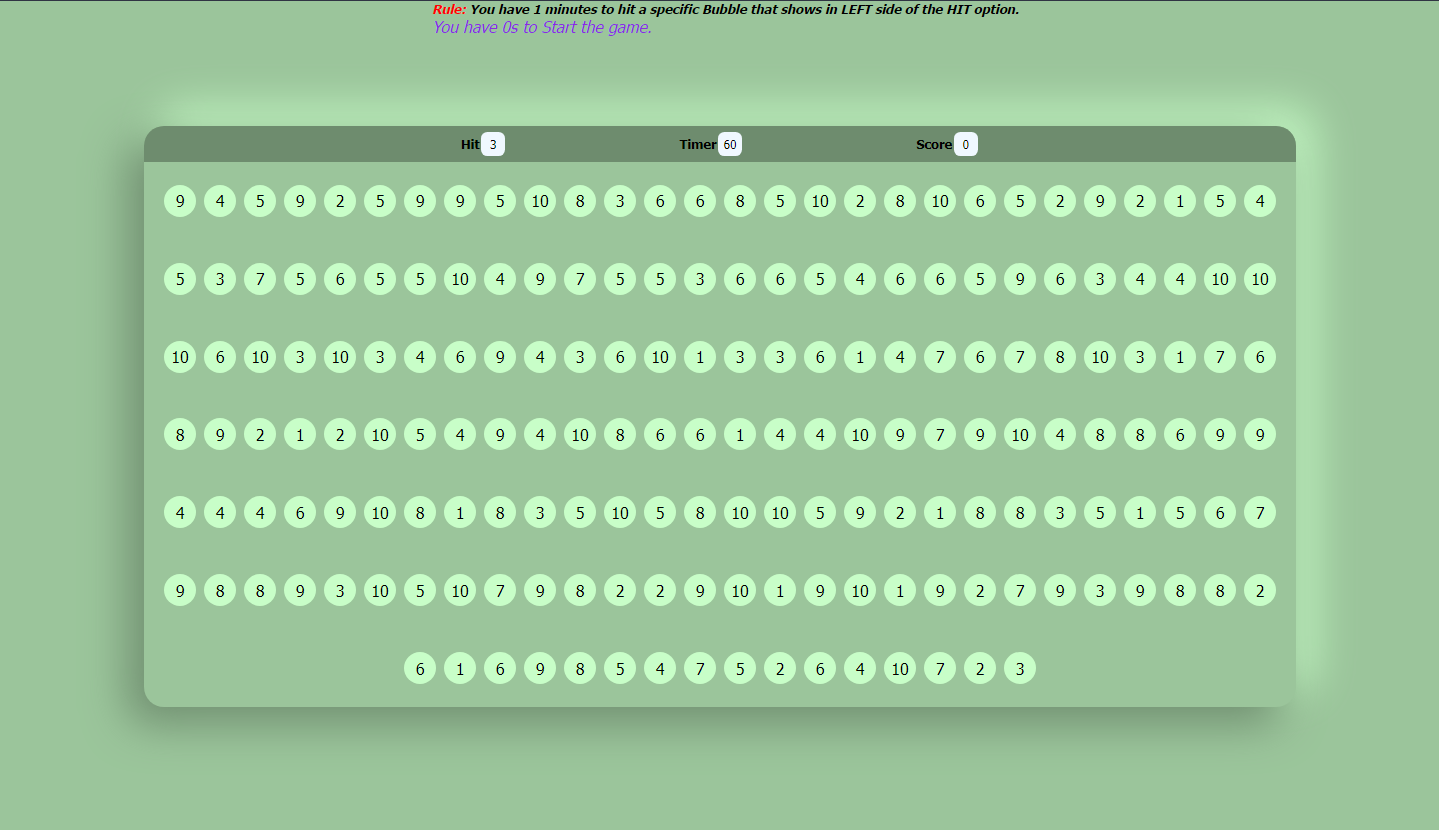 Rule: You have 1 minutes to hit a specific Bubble that shows in LEFT side of the HIT option.
You have 0s to Start the game.
Hit 3 Timer 60 Score 0
9 4 5 9 2 5 9 9 5 10 8 3 6 6 8 5 10 2 8 10 6 5 2 9 2 1 5 4
5 3 7 5 6 5 5 10 4 9 7 5 5 3 6 6 5 4 6 6 5 9 6 3 4 4 10 10
10 6 10 3 10 3 4 6 9 4 3 6 10 1 3 3 6 1 4 7 6 7 8 10 3 1 7 6
8 9 2 1 2 10 5 4 9 4 10 8 6 6 1 4 4 10 9 7 9 10 4 8 8 6 9 9
4 4 4 6 9 10 8 1 8 3 5 10 5 8 10 10 5 9 2 1 8 8 3 5 1 5 6 7
9 8 8 9 3 10 5 10 7 9 8 2 2 9 10 1 9 10 1 9 2 7 9 3 9 8 8 2
6 1 6 9 8 5 4 7 5 2 6 4 10 7 2 3